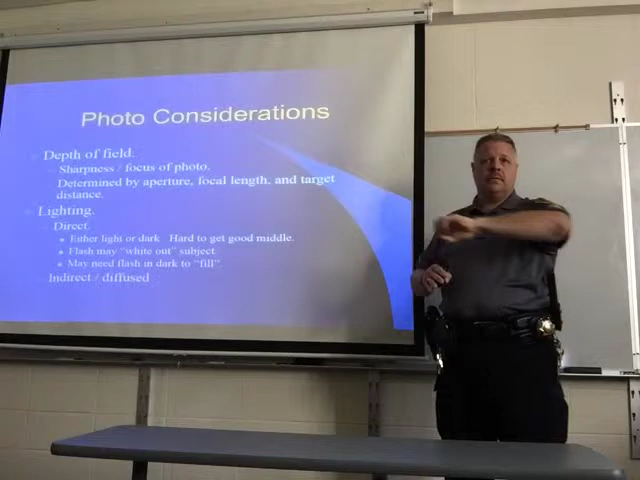 Photo Considerations
Depth of field.
Sharpness / focus of photo.
Determined by aperture, focal length, and target
distance.
Lighting.
Direct.
Either light or dark Hard to get good middle.
Flash may "white out" subject
May need flash in dark to "fill".
Indirect / diffused